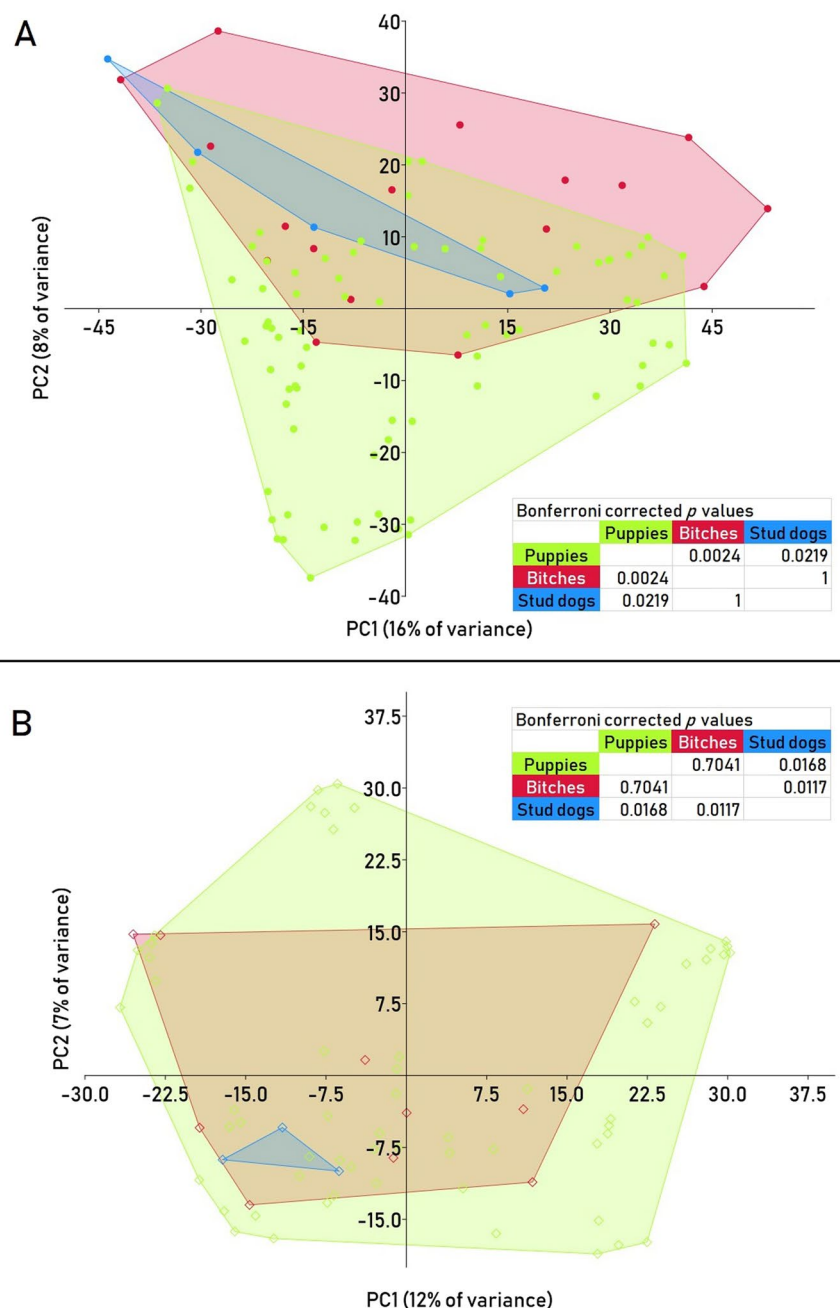 A
40
30
20
10
-45
-30
-15
15
30
45
-10
-20
-30
-40
PC2 (8% of variance)
PC1 (16% of variance)
Bonferroni corrected p values
Puppies Bitches Stud dogs
Puppies 0.0024 0.0219
Bitches 0.0024 1
Stud dogs 0.0219 1
B
37.5
30.0
22.5
15.0
7.5
-30.0
-22.5
-15.0
-7.5
7.5
15.0
22.5
30.0
37.5
-7.5
-15.0
PC2 (7% of variance)
PC1 (12% of variance)
Bonferroni corrected p values
Puppies Bitches Stud dogs
Puppies 0.7041 0.0168
Bitches 0.7041 0.0117
Stud dogs 0.0168 0.0117